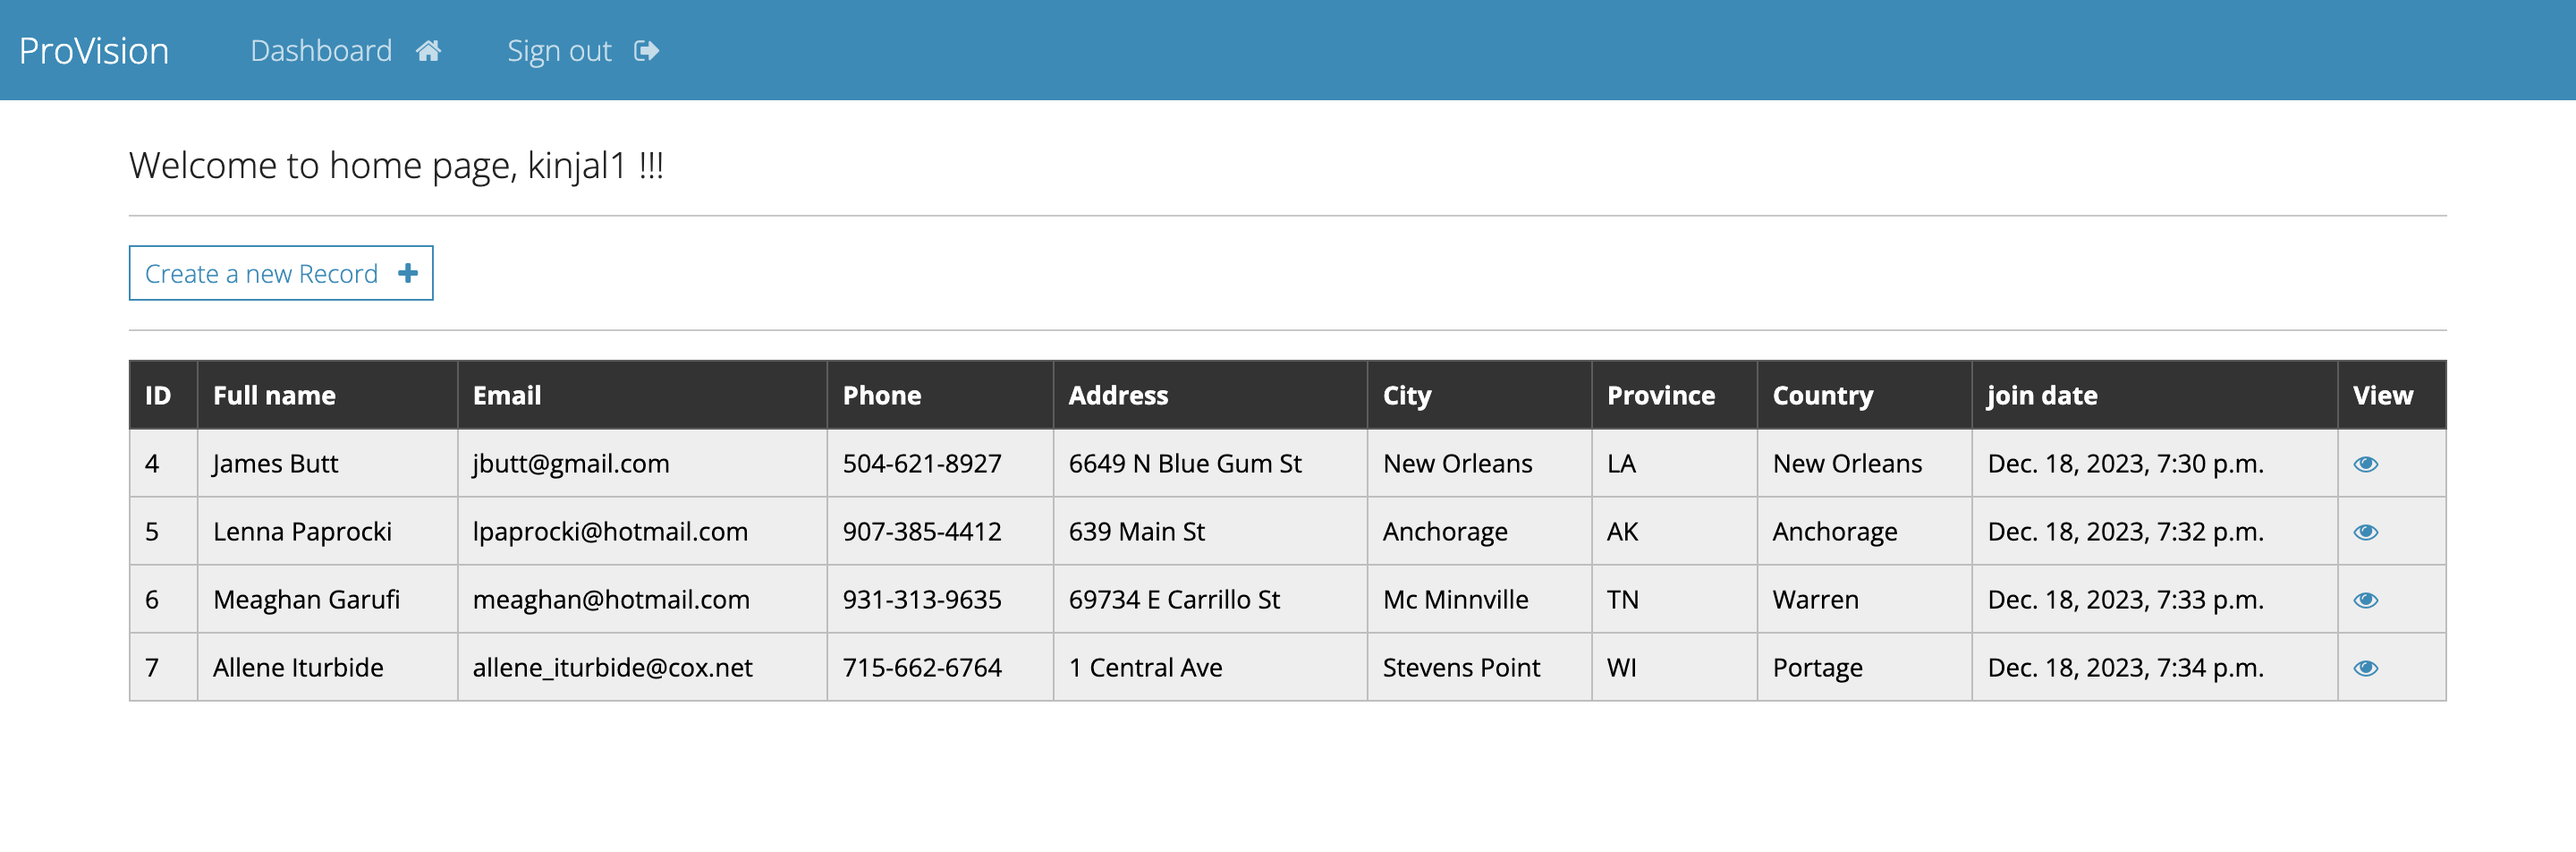 ProVision Dashboard Sign out
Welcome to home page, kinjal1 !!!
Create a new Record
ID Full name Email Phone Address City Province Country join date View
4 James Butt jbutt@gmail.com 504-621-8927 6649 N Blue Gum St New Orleans LA New Orleans Dec. 18, 2023, 7:30 p.m.
5 Lenna Paprocki lpaprocki@hotmail.com 907-385-4412 639 Main St Anchorage AK Anchorage Dec. 18, 2023, 7:32 p.m.
6 Meaghan Garufi meaghan@hotmail.com 931-313-9635 69734 E Carrillo St Mc Minnville TN Warren Dec. 18, 2023, 7:33 p.m.
7 Allene Iturbide allene_iturbide@cox.net 715-662-6764 1 Central Ave Stevens Point WI Portage Dec. 18, 2023, 7:34 p.m.